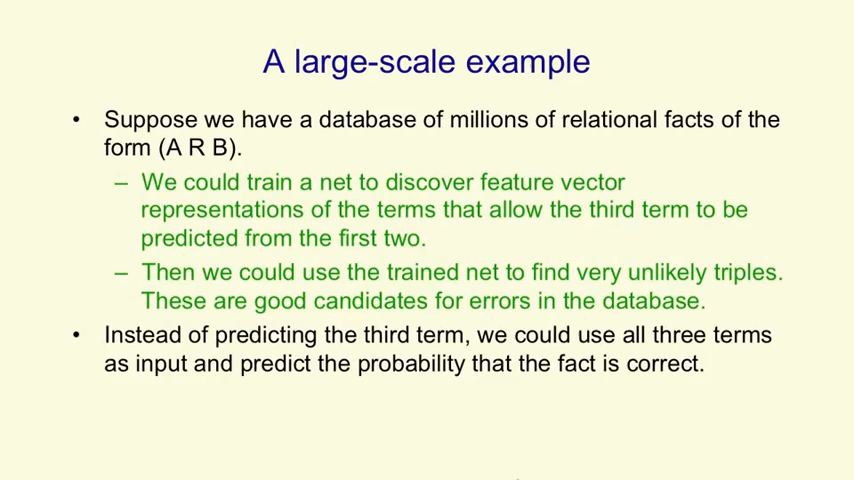 A large-scale example
• Suppose we have a database of millions of relational facts of the
form (A R B).
– We could train a net to discover feature vector
representations of the terms that allow the third term to be
predicted from the first two.
– Then we could use the trained net to find very unlikely triples.
These are good candidates for errors in the database.
• Instead of predicting the third term, we could use all three terms
as input and predict the probability that the fact is correct.